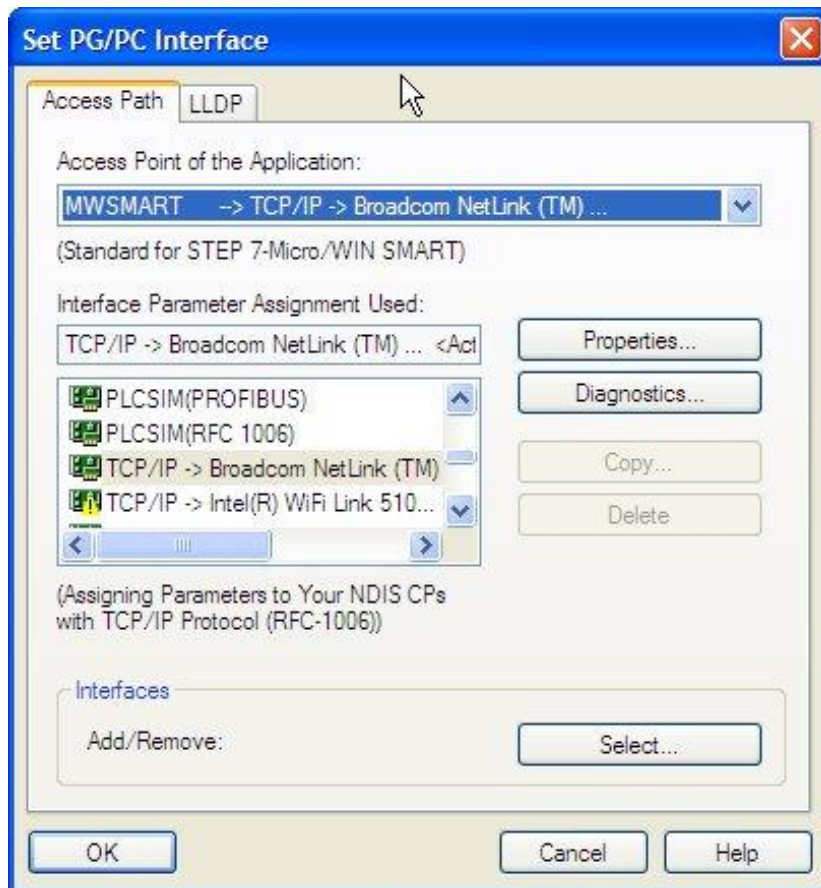 Set PG/PC Interface
Access Path LLDP
Access Point of the Application:
MWSMART --> TCP/IP -> Broadcom NetLink (TM) ...
(Standard for STEP 7-Micro/WIN SMART)
Interface Parameter Assignment Used:
TCP/IP -> Broadcom NetLink (TM) ... <Act
Properties...
PLCSIM(PROFIBUS)
Diagnostics...
PLCSIM(RFC 1006)
TCP/IP -> Broadcom NetLink (TM)
Copy...
TCP/IP -> Intel(R) WiFi Link 510...
Delete
(Assigning Parameters to Your NDIS CPs
with TCP/IP Protocol (RFC-1006))
Interfaces
Add/Remove:
Select...
OK Cancel Help